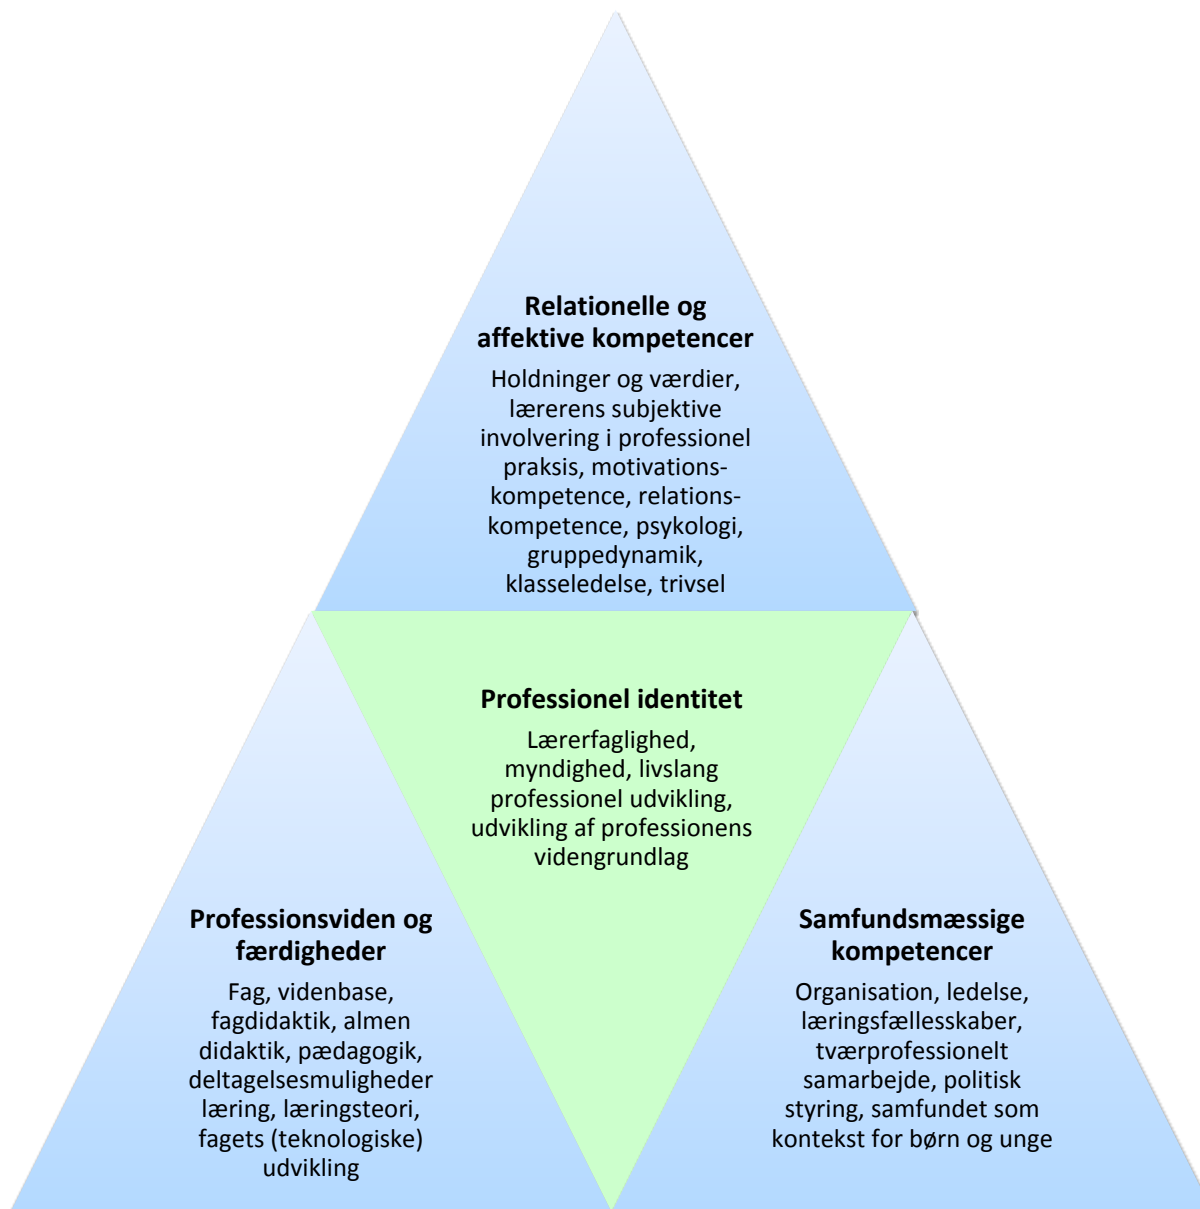 Relationelle og
affektive kompetencer
Holdninger og værdier,
lærerens subjektive
involvering i professionel
praksis, motivations-
kompetence, relations-
kompetence, psykologi,
gruppedynamik,
klasseledelse, trivsel
Professionel identitet
Lærerfaglighed,
myndighed, livslang
professionel udvikling,
udvikling af professionens
videngrundlag
Professionsviden og
færdigheder
Fag, videnbase,
fagdidaktik, almen
didaktik, pædagogik,
deltagelsesmuligheder
læring, læringsteori,
fagets (teknologiske)
udvikling
Samfundsmæssige
kompetencer
Organisation, ledelse,
læringsfællesskaber,
tværprofessionelt
samarbejde, politisk
styring, samfundet som
kontekst for børn og unge